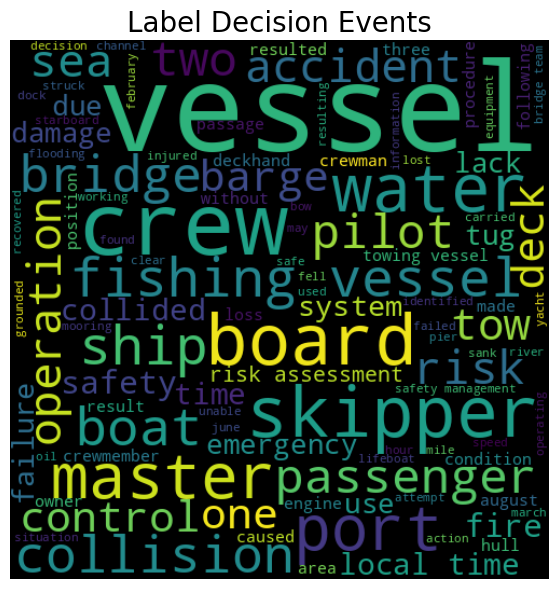 Label Decision Events
decision
channel
sea
two
resulted
three
accident
procedure
following
struck
due
february
vessel
resulting
equipment
bridge team
dock
starboard
damage
passage
information
flooding
injured
deckhand
crewman
lost
bridge
barge
water
lack
position
working
without
bow
carried
recovered
crew
found
may
pilot
tug
deck
operation
clear
safe
towing vessel
fishing vessel
fell
used
identified
made
yacht
grounded
collided
system
mooring
loss
failed
pier
tow
ship
board
sank
river
risk
safety
time
risk assessment
safety management
operating
failure
result
unable
june
skipper
boat
emergency
hour
speed
oil
crewmember
lifeboat
mile
condition
master
passenger
owner
engine
use
attempt
august
march
control
one
port
fire
situation
caused
action
hull
collision
area
local time